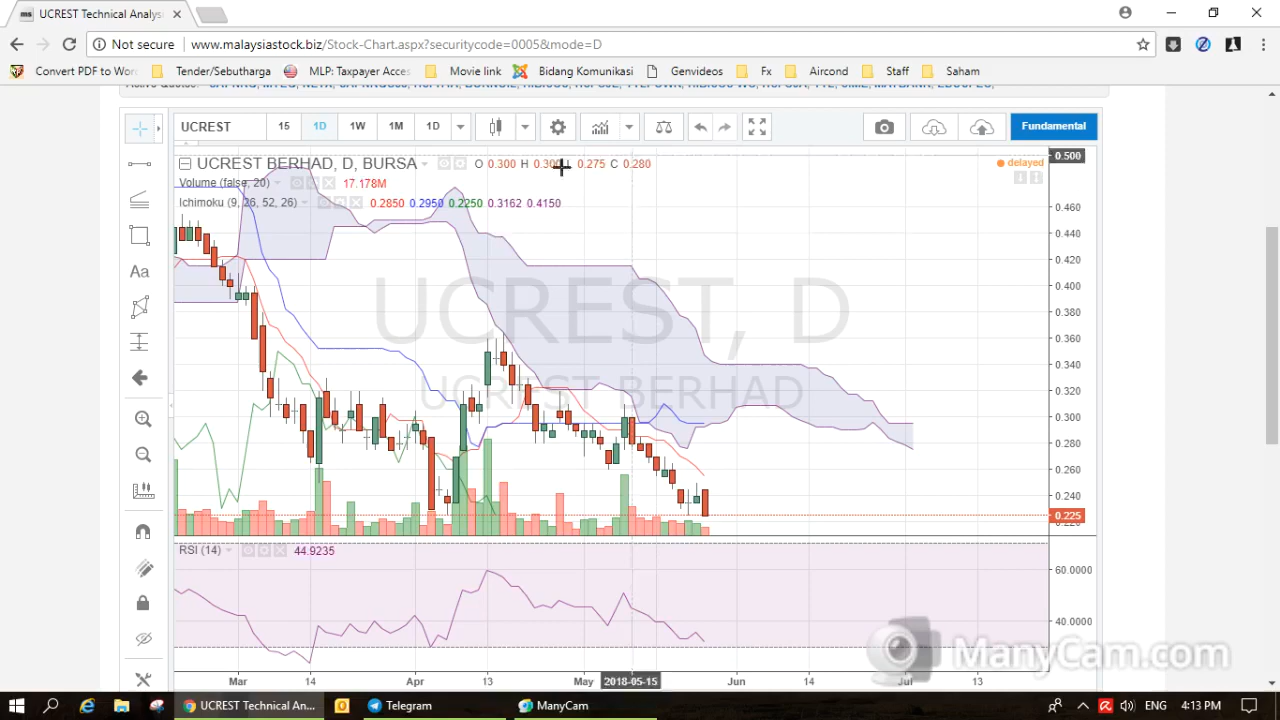 UCREST Technical Analys
Not secure www.malaysiastock.biz/Stock-Chart.aspx?securitycode=0005&mode=D
Convert PDF to Word Tender/Sebutharga MLP: Taxpayer Acces Movie link Bidang Komunikasi Genvideos Fx Aircond Staff Saham
UCREST 15 1D 1W 1M 1D Fundamental
UCREST BERHAD, D, BURSA O 0.300 H 0.300 L 0.275 C 0.280 delayed 0.500
Volume (false, 20) 17.178M
Ichimoku (9, 26, 52, 26) 0.2850 0.2950 0.2250 0.3162 0.4150 0.460
0.440
Aa 0.420
0.400
UCREST, D
0.380
0.360
0.340
UCREST BERHAD
0.320
0.300
0.280
0.260
0.240
0.225
RSI (14) 44.9235
60.0000
40.0000
ManyCam.com
Mar 14 Apr 13 May 2018-05-15 Jun 14 Jul 13
UCREST Technical An... Telegram ManyCam ENG 4:13 PM